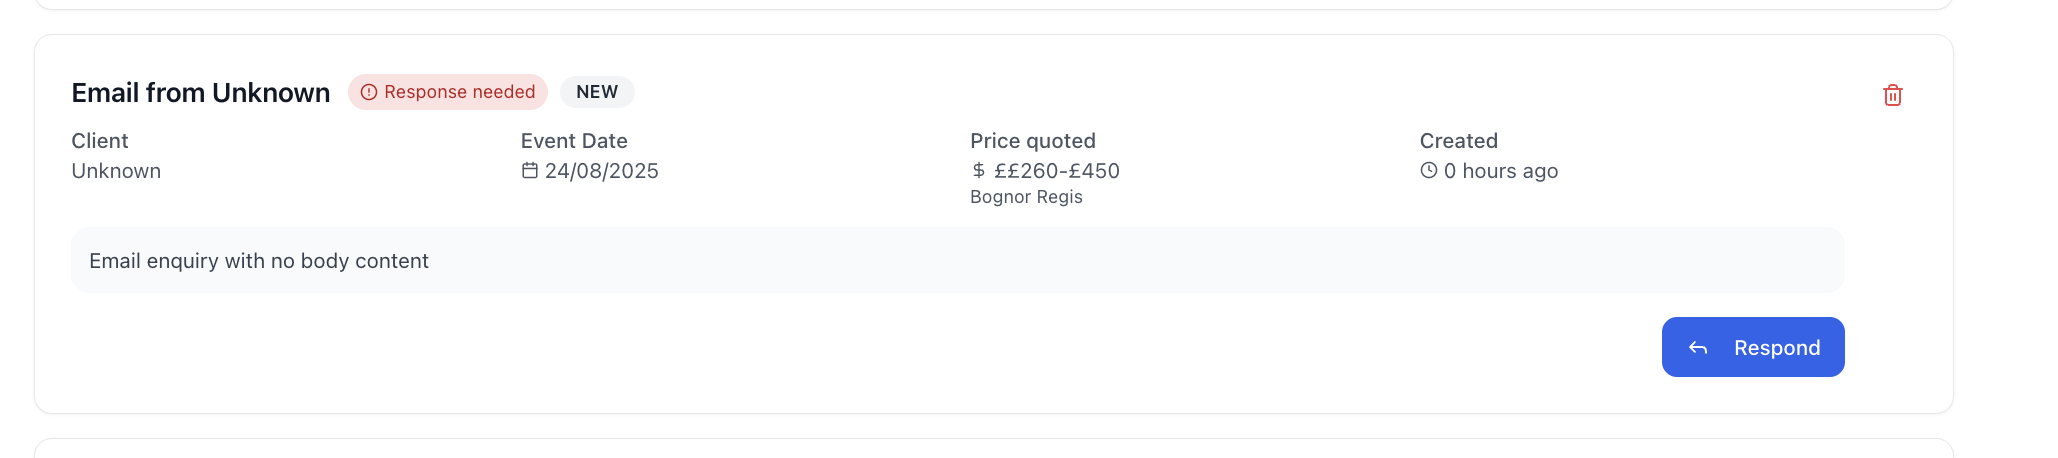 Email from Unknown
Response needed
NEW
Client
Unknown
Event Date
24/08/2025
Price quoted
$ ££260-£450
Bognor Regis
Created
0 hours ago
Email enquiry with no body content
Respond